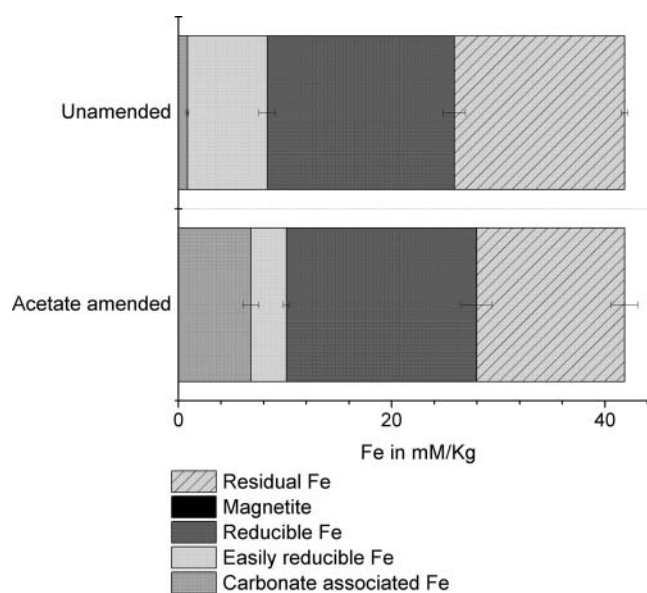 Unamended
Acetate amended
0 20 40
Fe in mM/Kg
Residual Fe
Magnetite
Reducible Fe
Easily reducible Fe
Carbonate associated Fe